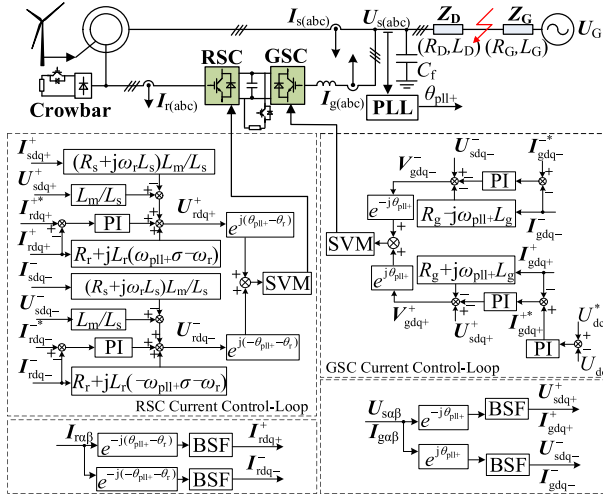 I_s(abc) U_s(abc) Z_D Z_G
(R_D, L_D) (R_G, L_G) U_G
RSC GSC
C_f
Crowbar I_r(abc) I_g(abc) PLL θ_pll+
I^+_sdq+ (R_s+jω_rL_s)L_m/L_s
U^+_sdq+ L_m/L_s
I^+*_rdq+ PI U^+_rdq+ e^j(θ_pll+−θ_r)
I^+_rdq+ R_r+jL_r(ω_pll+σ−ω_r)
I^-_sdq- (R_s+jω_rL_s)L_m/L_s
SVM
U^-_sdq- L_m/L_s
I^-*_rdq- PI U^-_rdq- e^j(−θ_pll+−θ_r)
I^-_rdq- R_r+jL_r(−ω_pll+σ−ω_r)
RSC Current Control-Loop
U^-_sdq- I^-*_gdq-
V^-_gdq- PI
e^-jθ_pll+ R_g−jω_pll+L_g I^-_gdq-
SVM
e^jθ_pll+ R_g+jω_pll+L_g I^+_gdq+
PI
V^+_gdq+ U^+_sdq+ I^+*_gdq+ U^*_dc
PI
U_dc
GSC Current Control-Loop
I_rαβ e^-j(θ_pll+−θ_r) BSF I^+_rdq+
e^-j(−θ_pll+−θ_r) BSF I^-_rdq-
U_sαβ I_gαβ e^-jθ_pll+ BSF U^+_sdq+ I^+_gdq+
e^jθ_pll+ BSF U^-_sdq- I^-_gdq-